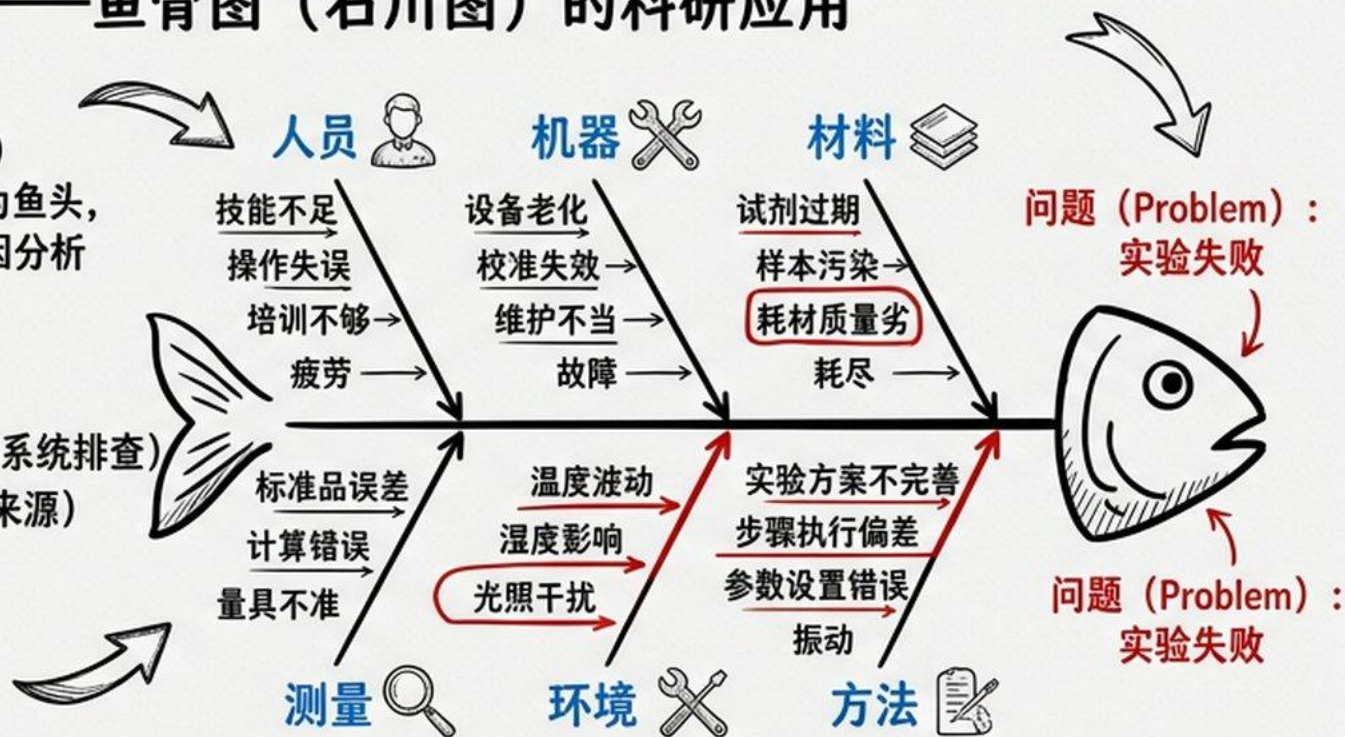 ——鱼骨图（石川图）的科研应用
的鱼头，
因分析
系统排查）
来源）
人员
技能不足
操作失误
培训不够
疲劳
机器
设备老化
校准失效
维护不当
故障
材料
试剂过期
样本污染
耗材质量劣
耗尽
问题（Problem）：
实验失败
标准品误差
计算错误
量具不准
测量
温度波动
湿度影响
光照干扰
环境
实验方案不完善
步骤执行偏差
参数设置错误
振动
方法
问题（Problem）：
实验失败